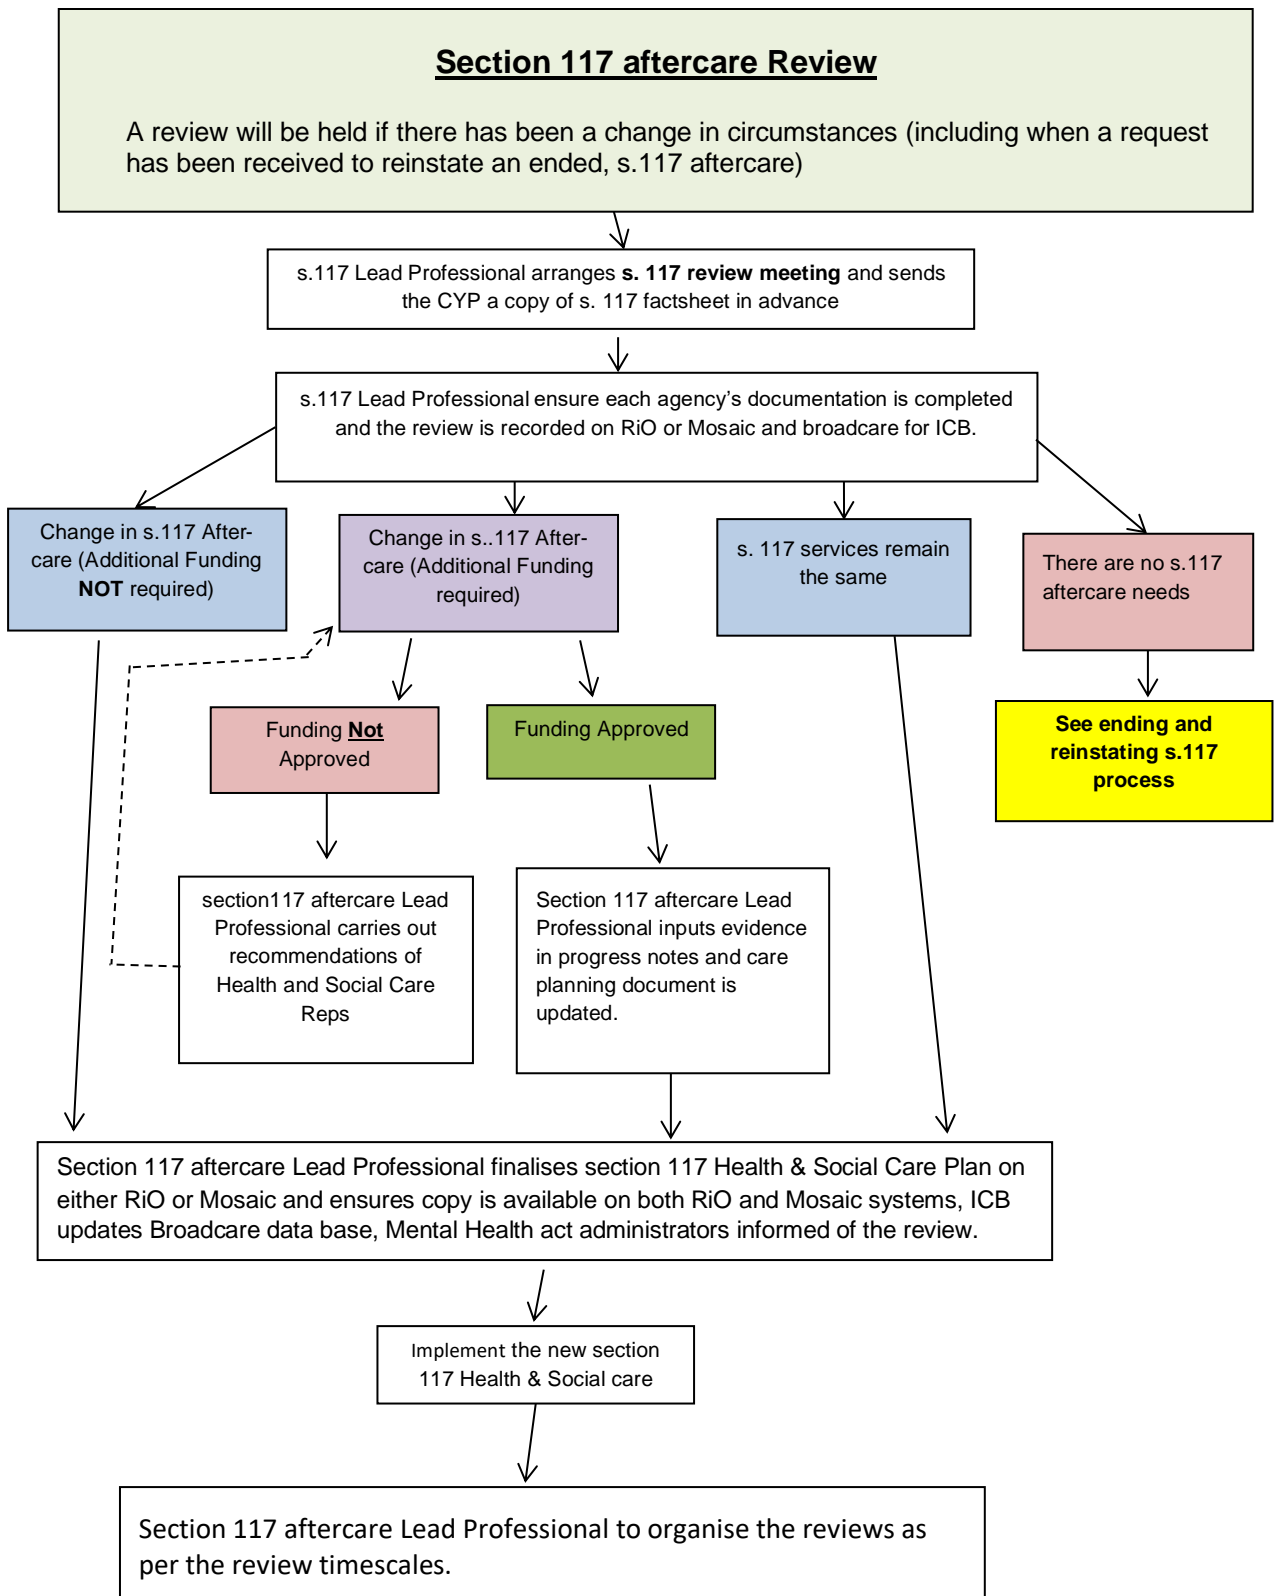 Section 117 aftercare Review
A review will be held if there has been a change in circumstances (including when a request
has been received to reinstate an ended, s.117 aftercare)
s.117 Lead Professional arranges s. 117 review meeting and sends
the CYP a copy of s. 117 factsheet in advance
s.117 Lead Professional ensure each agency’s documentation is completed
and the review is recorded on RiO or Mosaic and broadcare for ICB.
Change in s.117 After-
care (Additional Funding
NOT required)
Change in s..117 After-
care (Additional Funding
required)
s. 117 services remain
the same
There are no s.117
aftercare needs
Funding Not
Approved
Funding Approved
See ending and
reinstating s.117
process
section117 aftercare Lead
Professional carries out
recommendations of
Health and Social Care
Reps
Section 117 aftercare Lead
Professional inputs evidence
in progress notes and care
planning document is
updated.
Section 117 aftercare Lead Professional finalises section 117 Health & Social Care Plan on
either RiO or Mosaic and ensures copy is available on both RiO and Mosaic systems, ICB
updates Broadcare data base, Mental Health act administrators informed of the review.
Implement the new section
117 Health & Social care
Section 117 aftercare Lead Professional to organise the reviews as
per the review timescales.